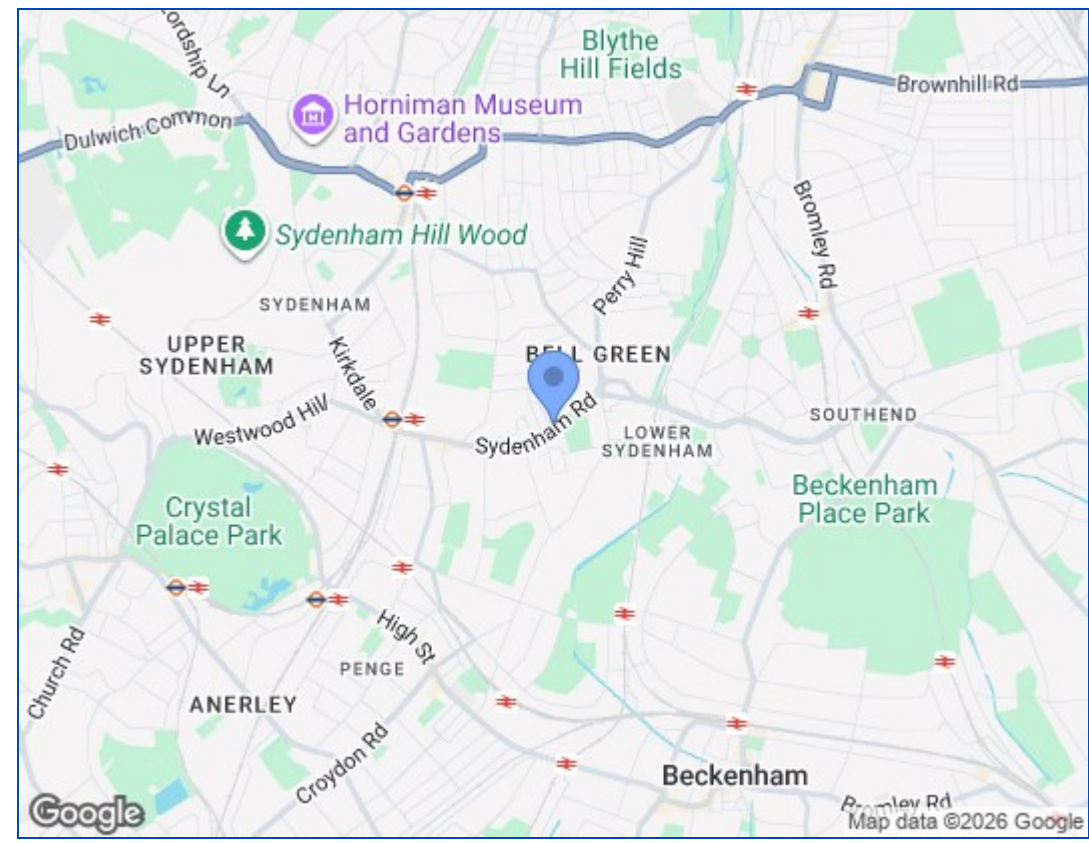 Lordship Ln
Blythe
Hill Fields
Brownhill Rd
Horniman Museum
and Gardens
Dulwich Common
Bromley Rd
Sydenham Hill Wood
Perry Hill
SYDENHAM
UPPER
SYDENHAM
Kirkdale
BELL GREEN
Westwood Hill
Sydenham Rd
SOUTHEND
LOWER
SYDENHAM
Beckenham
Place Park
Crystal
Palace Park
High St
PENGE
Church Rd
ANERLEY
Croydon Rd
Beckenham
Bromley Rd
Google
Map data ©2026 Google